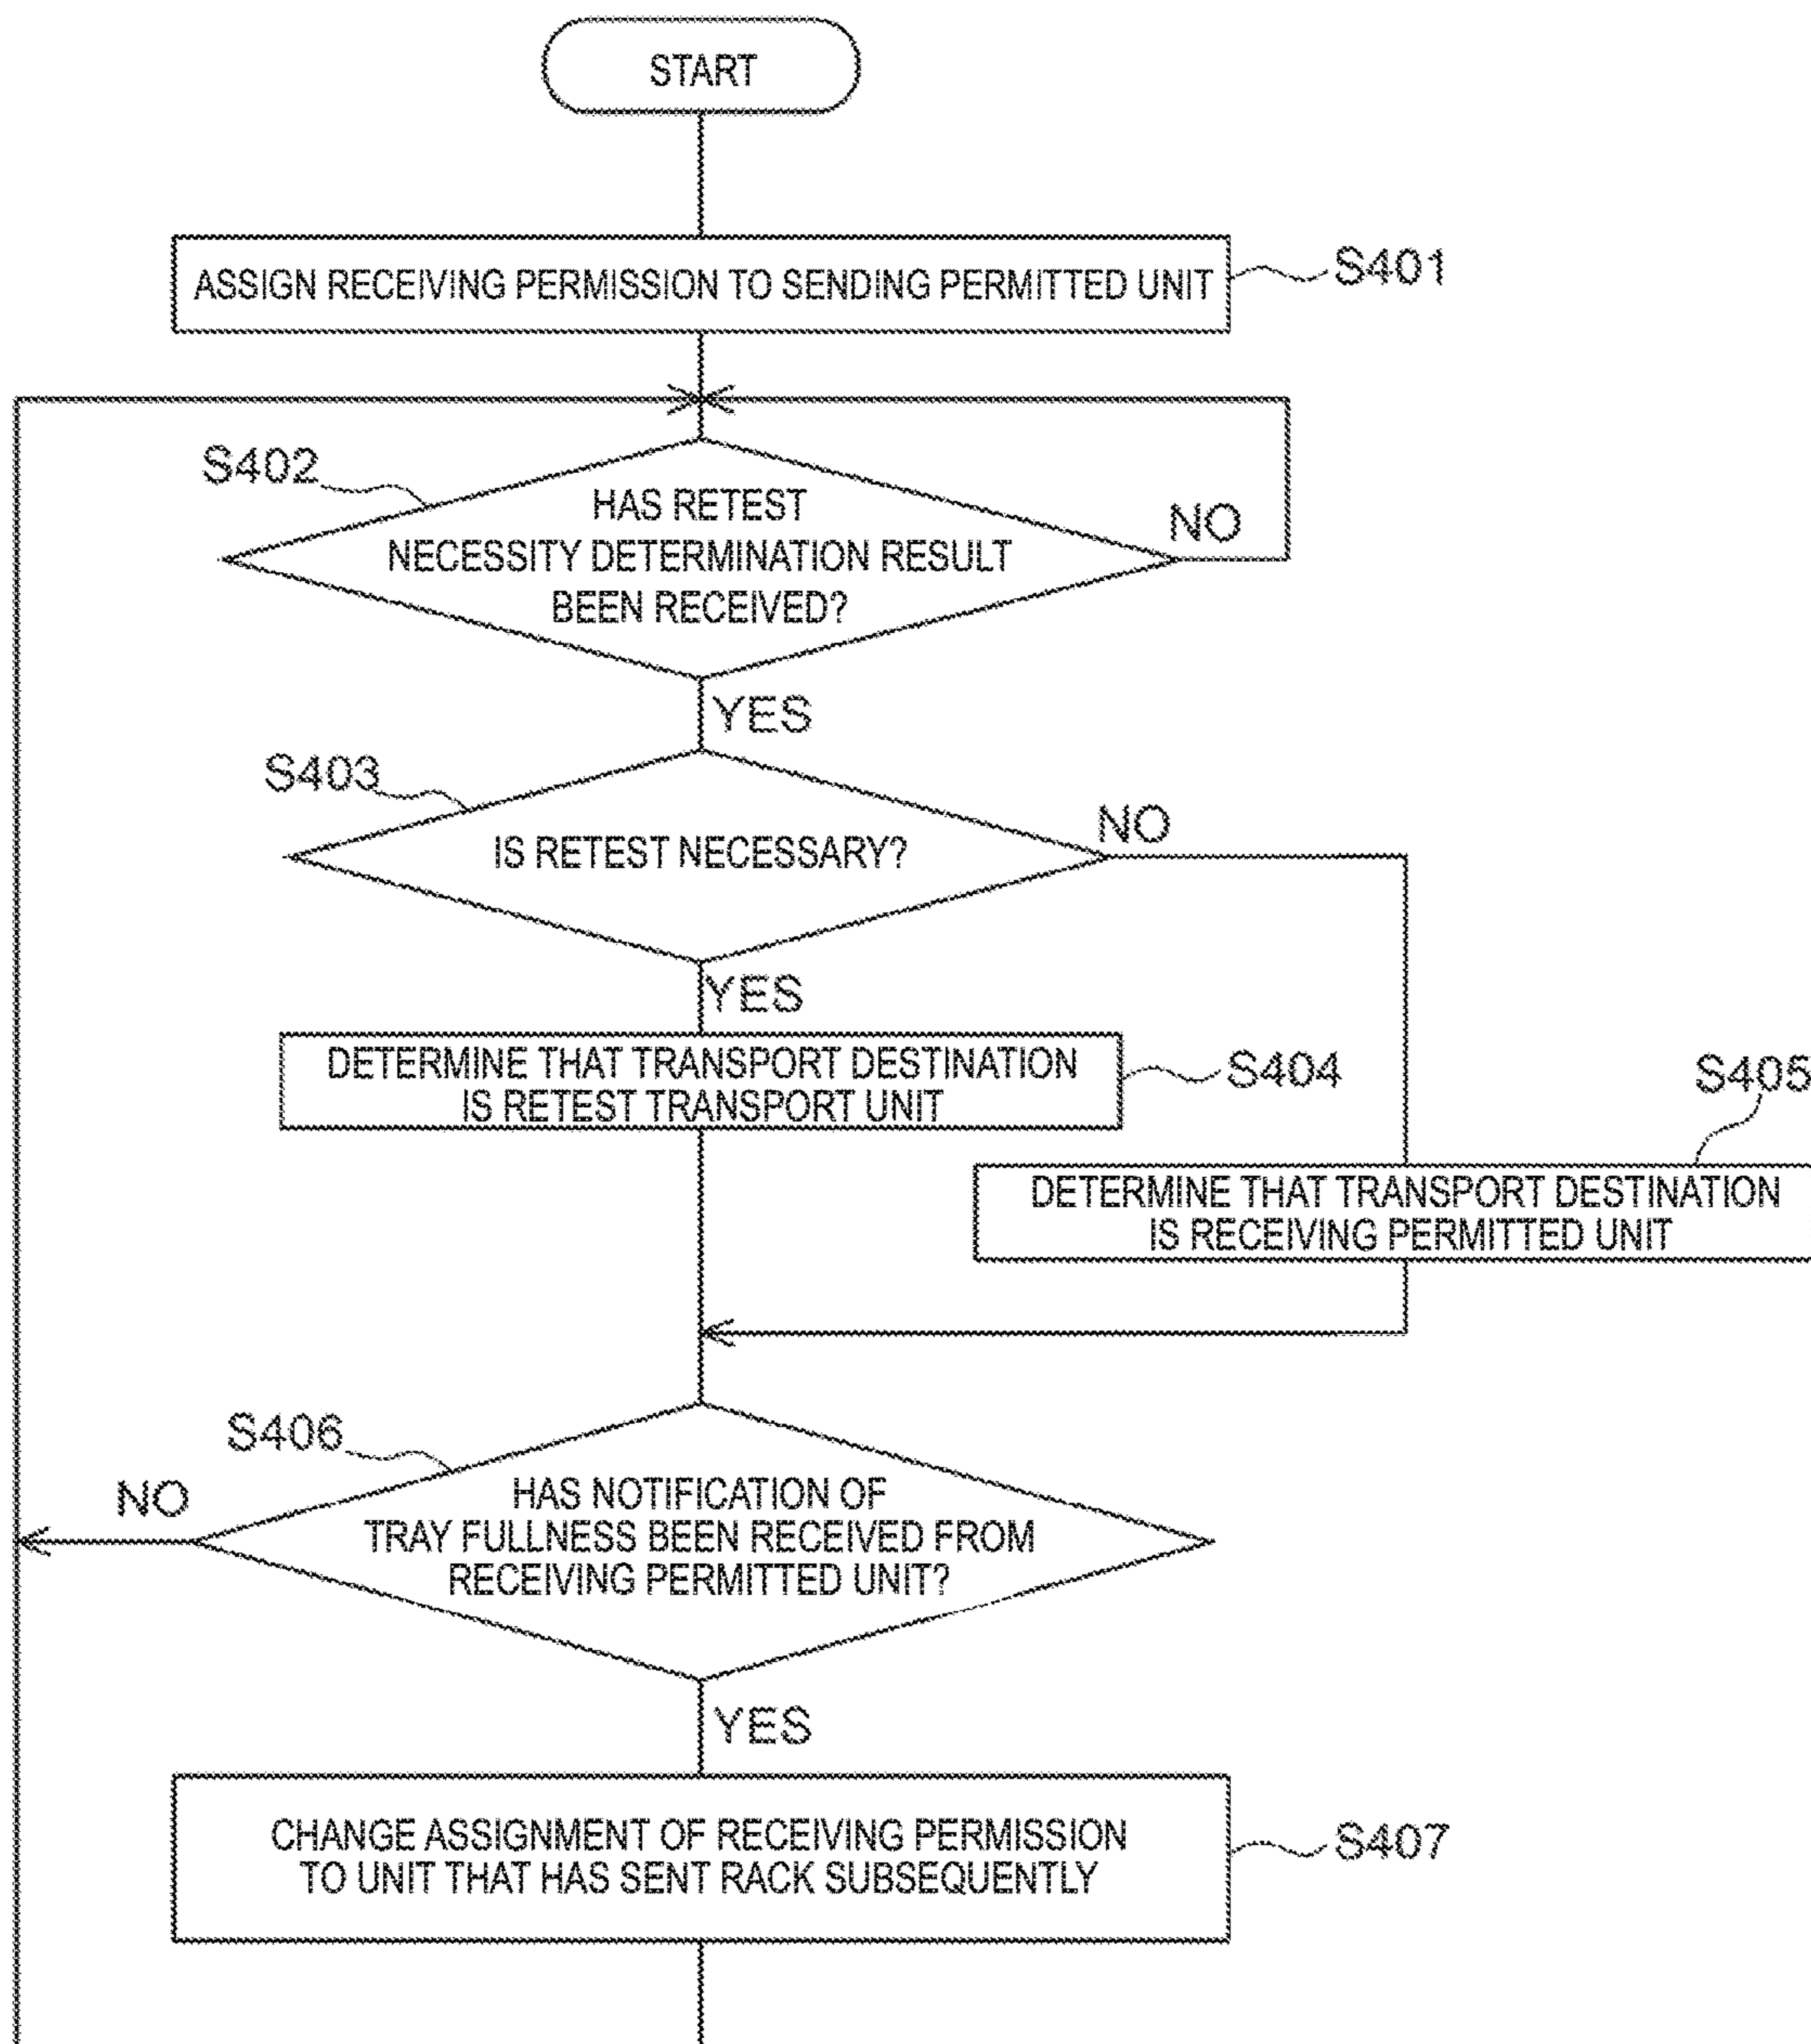 START
ASSIGN RECEIVING PERMISSION TO SENDING PERMITTED UNIT
S401
S402
HAS RETEST
NECESSITY DETERMINATION RESULT
BEEN RECEIVED?
NO
YES
S403
IS RETEST NECESSARY?
NO
YES
DETERMINE THAT TRANSPORT DESTINATION
IS RETEST TRANSPORT UNIT
S404
S405
DETERMINE THAT TRANSPORT DESTINATION
IS RECEIVING PERMITTED UNIT
S406
NO
HAS NOTIFICATION OF
TRAY FULLNESS BEEN RECEIVED FROM
RECEIVING PERMITTED UNIT?
YES
CHANGE ASSIGNMENT OF RECEIVING PERMISSION
TO UNIT THAT HAS SENT RACK SUBSEQUENTLY
S407